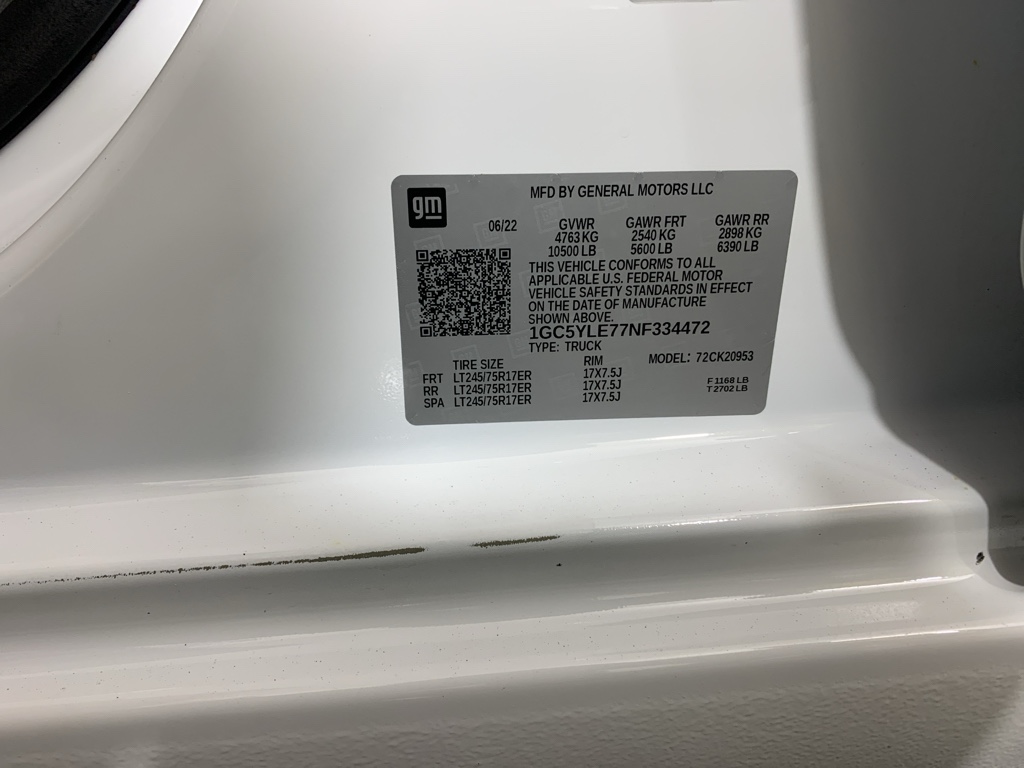 gm
MFD BY GENERAL MOTORS LLC
06/22 GVWR GAWR FRT GAWR RR
4763 KG 2540 KG 2898 KG
10500 LB 5600 LB 6390 LB
THIS VEHICLE CONFORMS TO ALL
APPLICABLE U.S. FEDERAL MOTOR
VEHICLE SAFETY STANDARDS IN EFFECT
ON THE DATE OF MANUFACTURE
SHOWN ABOVE.
1GC5YLE77NF334472
TYPE: TRUCK MODEL: 72CK20953
TIRE SIZE RIM
FRT LT245/75R17ER 17X7.5J
RR LT245/75R17ER 17X7.5J
SPA LT245/75R17ER 17X7.5J
F 1168 LB
T 2702 LB